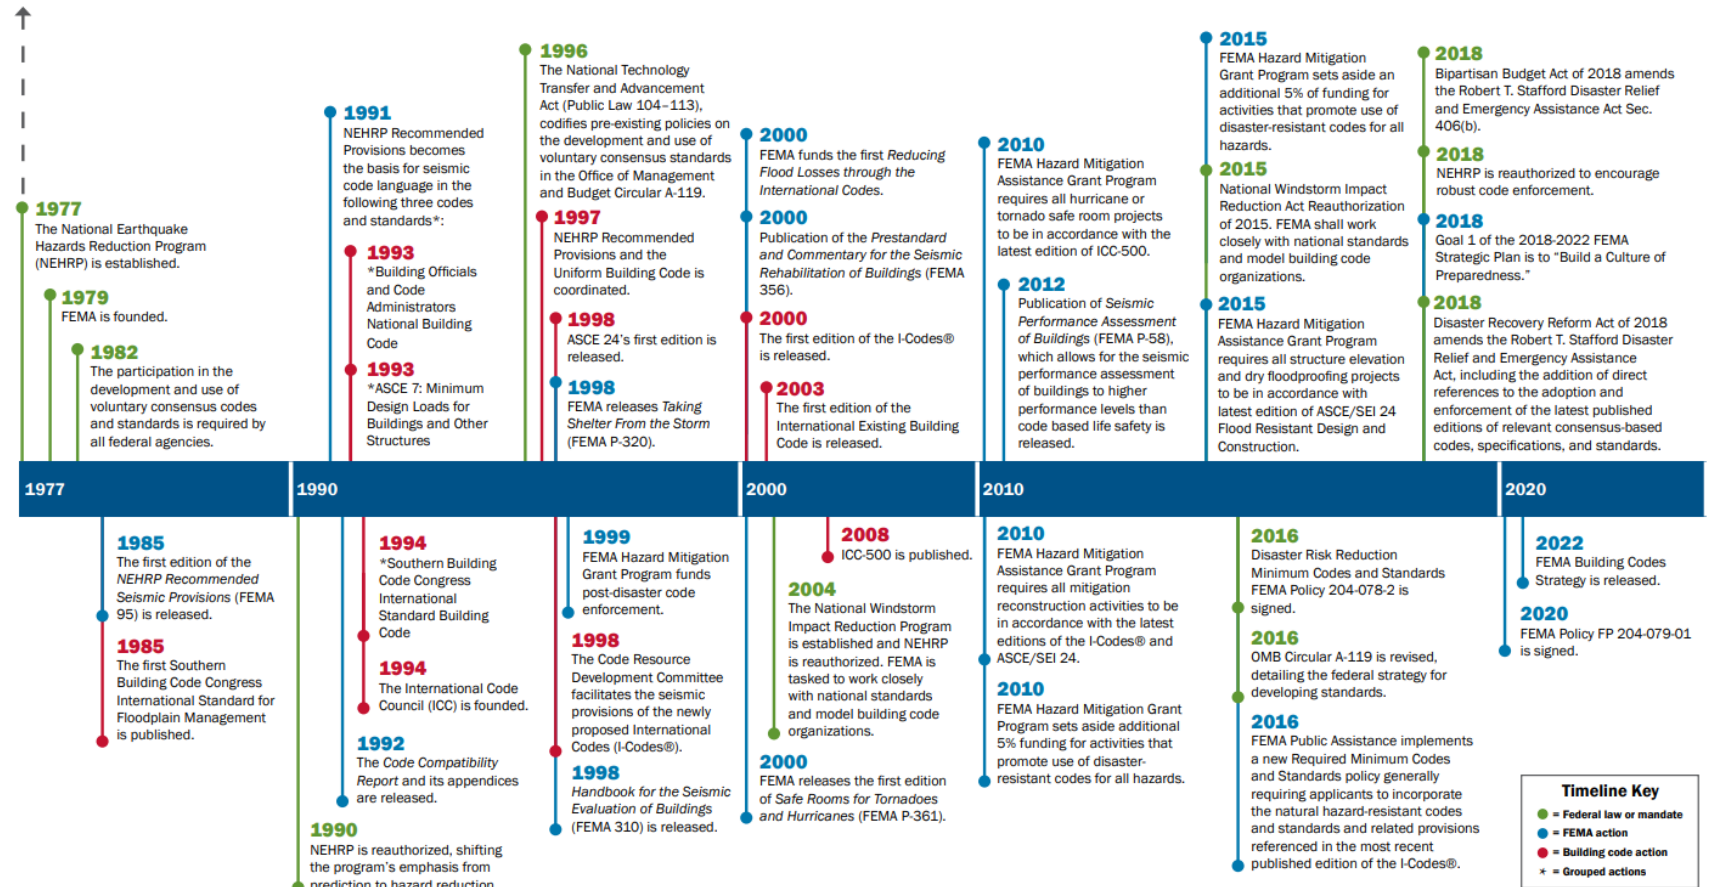 1977
The National Earthquake
Hazards Reduction Program
(NEHRP) is established.
1979
FEMA is founded.
1982
The participation in the
development and use of
voluntary consensus codes
and standards is required by
all federal agencies.
1991
NEHRP Recommended
Provisions becomes
the basis for seismic
code language in the
following three codes
and standards*:
1993
*Building Officials
and Code
Administrators
National Building
Code
1993
*ASCE 7: Minimum
Design Loads for
Buildings and Other
Structures
1996
The National Technology
Transfer and Advancement
Act (Public Law 104–113),
codifies pre-existing policies on
the development and use of
voluntary consensus standards
in the Office of Management
and Budget Circular A-119.
1997
NEHRP Recommended
Provisions and the
Uniform Building Code is
coordinated.
1998
ASCE 24's first edition is
released.
1998
FEMA releases Taking
Shelter From the Storm
(FEMA P-320).
2000
FEMA funds the first Reducing
Flood Losses through the
International Codes.
2000
Publication of the Prestandard
and Commentary for the Seismic
Rehabilitation of Buildings (FEMA
356).
2000
The first edition of the I-Codes®
is released.
2003
The first edition of the
International Existing Building
Code is released.
2010
FEMA Hazard Mitigation
Assistance Grant Program
requires all hurricane or
tornado safe room projects
to be in accordance with the
latest edition of ICC-500.
2012
Publication of Seismic
Performance Assessment
of Buildings (FEMA P-58),
which allows for the seismic
performance assessment
of buildings to higher
performance levels than
code based life safety is
released.
2015
FEMA Hazard Mitigation
Grant Program sets aside an
additional 5% of funding for
activities that promote use of
disaster-resistant codes for all
hazards.
2015
National Windstorm Impact
Reduction Act Reauthorization
of 2015. FEMA shall work
closely with national standards
and model building code
organizations.
2015
FEMA Hazard Mitigation
Assistance Grant Program
requires all structure elevation
and dry floodproofing projects
to be in accordance with
latest edition of ASCE/SEI 24
Flood Resistant Design and
Construction.
2018
Bipartisan Budget Act of 2018 amends
the Robert T. Stafford Disaster Relief
and Emergency Assistance Act Sec.
406(b).
2018
NEHRP is reauthorized to encourage
robust code enforcement.
2018
Goal 1 of the 2018-2022 FEMA
Strategic Plan is to “Build a Culture of
Preparedness.”
2018
Disaster Recovery Reform Act of 2018
amends the Robert T. Stafford Disaster
Relief and Emergency Assistance
Act, including the addition of direct
references to the adoption and
enforcement of the latest published
editions of relevant consensus-based
codes, specifications, and standards.
1977
1990
2000
2010
2020
1985
The first edition of the
NEHRP Recommended
Seismic Provisions (FEMA
95) is released.
1985
The first Southern
Building Code Congress
International Standard for
Floodplain Management
is published.
1994
*Southern Building
Code Congress
International
Standard Building
Code
1994
The International Code
Council (ICC) is founded.
1992
The Code Compatibility
Report and its appendices
are released.
1990
NEHRP is reauthorized, shifting
the program's emphasis from
prediction to hazard reduction
1999
FEMA Hazard Mitigation
Grant Program funds
post-disaster code
enforcement.
1998
The Code Resource
Development Committee
facilitates the seismic
provisions of the newly
proposed International
Codes (I-Codes®).
1998
Handbook for the Seismic
Evaluation of Buildings
(FEMA 310) is released.
2008
ICC-500 is published.
2004
The National Windstorm
Impact Reduction Program
is established and NEHRP
is reauthorized. FEMA is
tasked to work closely
with national standards
and model building code
organizations.
2000
FEMA releases the first edition
of Safe Rooms for Tornadoes
and Hurricanes (FEMA P-361).
2010
FEMA Hazard Mitigation
Assistance Grant Program
requires all mitigation
reconstruction activities to be
in accordance with the latest
editions of the I-Codes® and
ASCE/SEI 24.
2010
FEMA Hazard Mitigation Grant
Program sets aside additional
5% funding for activities that
promote use of disaster-
resistant codes for all hazards.
2016
Disaster Risk Reduction
Minimum Codes and Standards
FEMA Policy 204-078-2 is
signed.
2016
OMB Circular A-119 is revised,
detailing the federal strategy for
developing standards.
2016
FEMA Public Assistance implements
a new Required Minimum Codes
and Standards policy generally
requiring applicants to incorporate
the natural hazard-resistant codes
and standards and related provisions
referenced in the most recent
published edition of the I-Codes®.
2022
FEMA Building Codes
Strategy is released.
2020
FEMA Policy FP 204-079-01
is signed.
Timeline Key
= Federal law or mandate
= FEMA action
= Building code action
* = Grouped actions